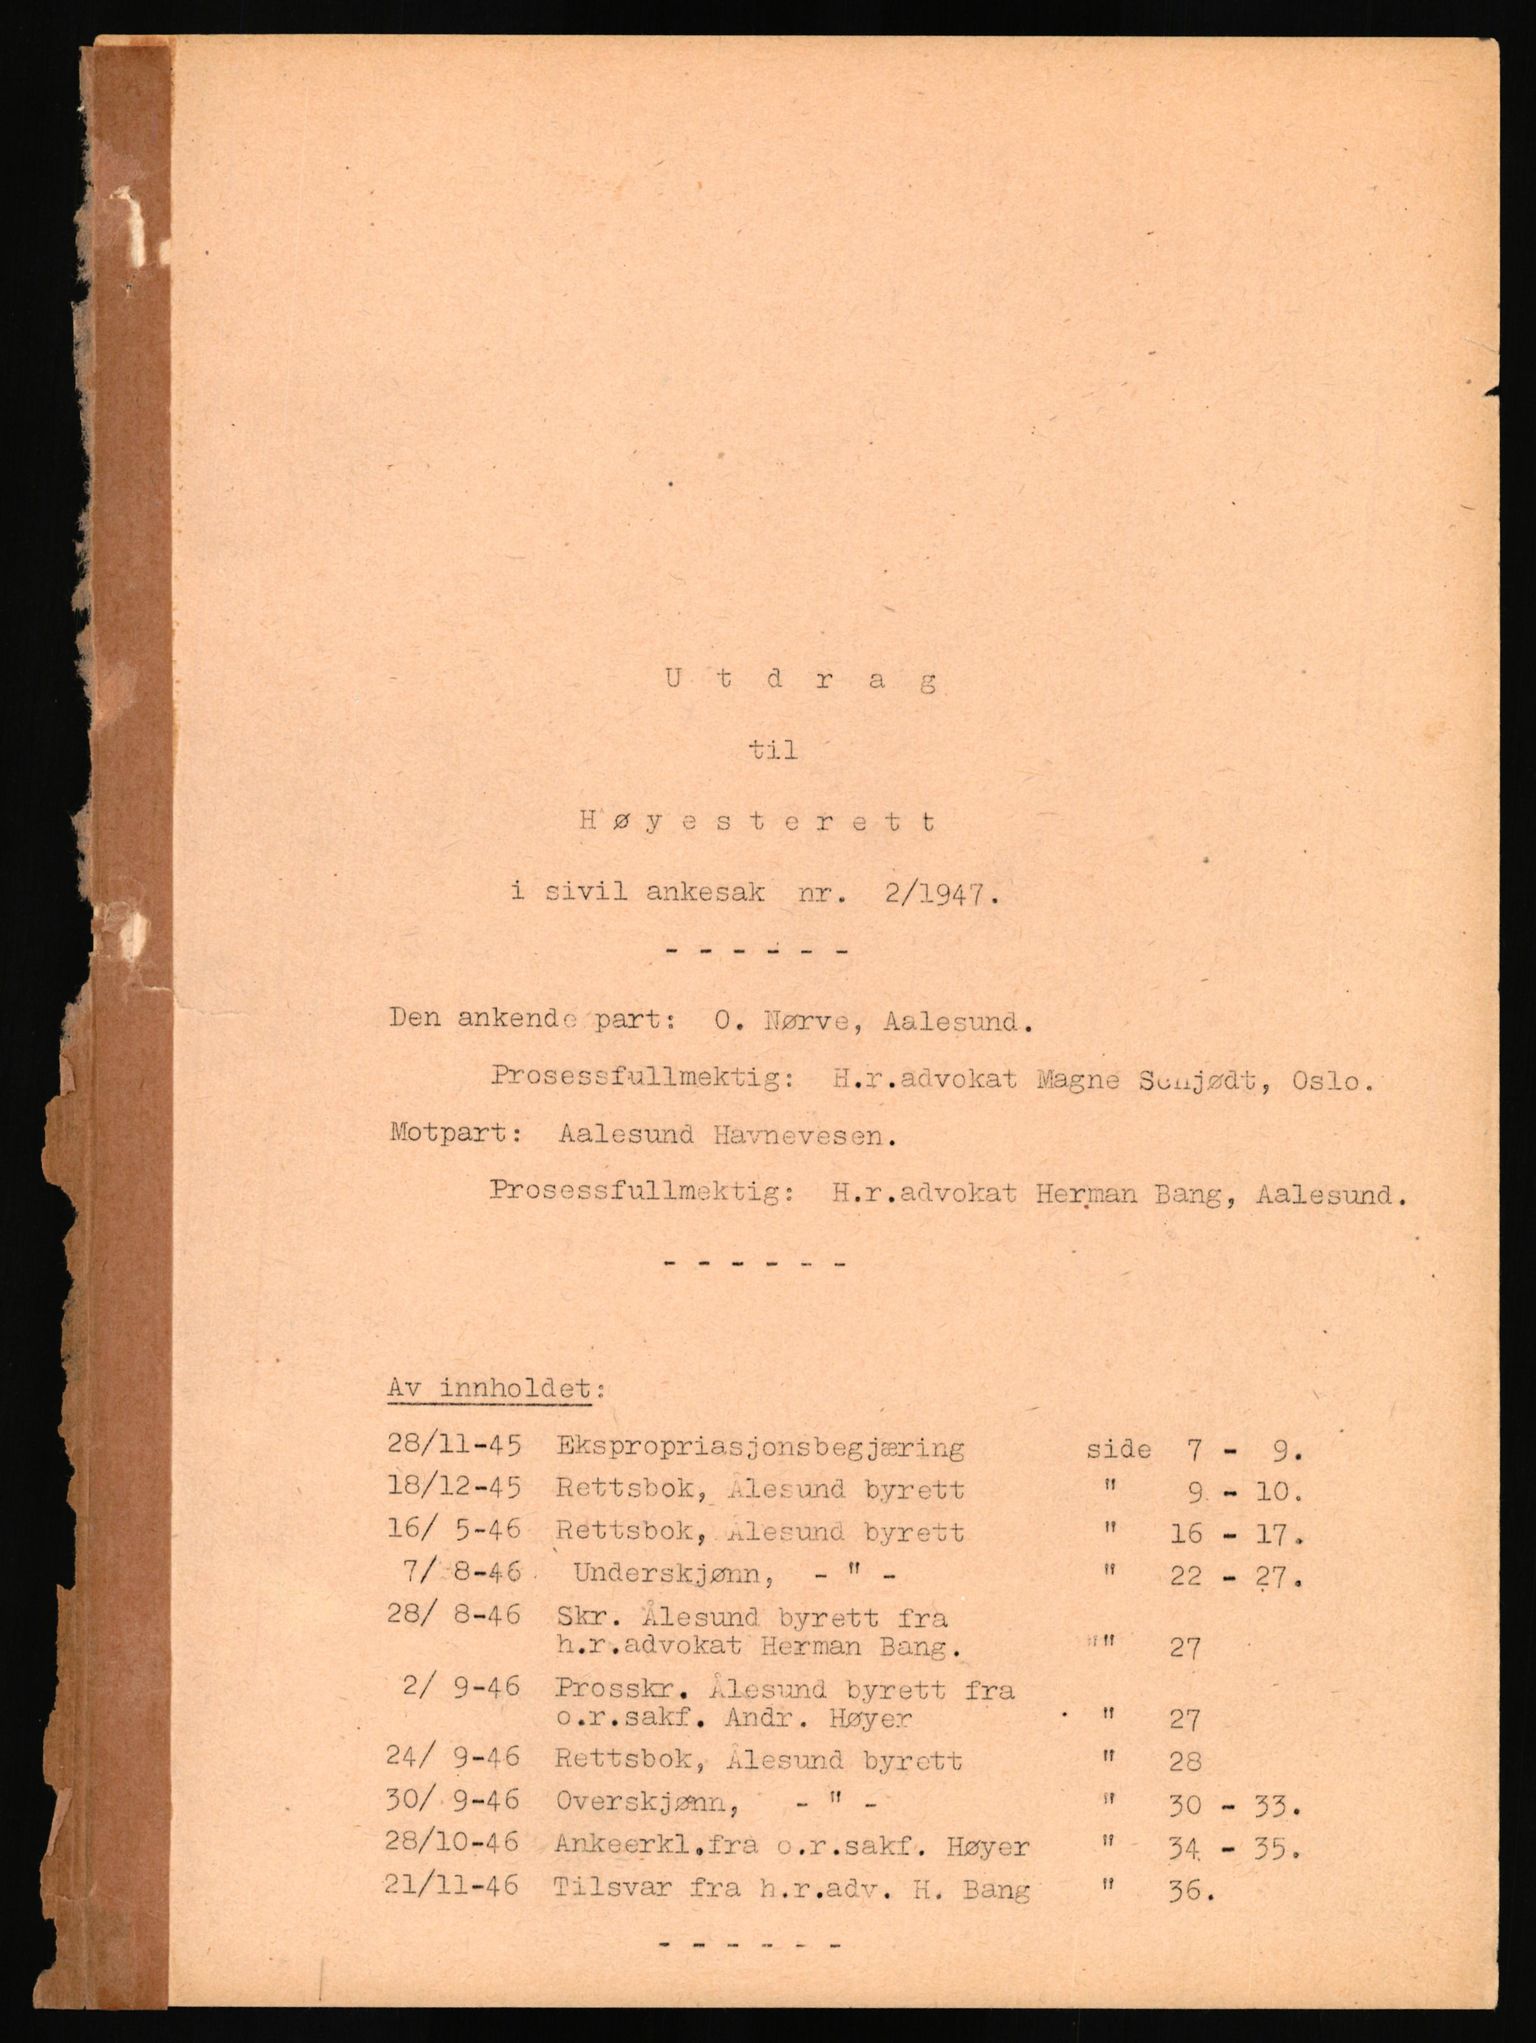 U t d r a g
til
H ø y e s t e r e t t
i sivil ankesak nr. 2/1947.
- - - - - -
Den ankende part: O. Nørve, Aalesund.
Prosessfullmektig: H.r.advokat Magne Schjødt, Oslo.
Motpart: Aalesund Havnevesen.
Prosessfullmektig: H.r.advokat Herman Bang, Aalesund.
- - - - - -
Av innholdet:
28/11-45 Ekspropriasjonsbegjæring side 7 - 9.
18/12-45 Rettsbok, Ålesund byrett " 9 - 10.
16/ 5-46 Rettsbok, Ålesund byrett " 16 - 17.
7/ 8-46 Underskjønn, - " - " 22 - 27.
28/ 8-46 Skr. Ålesund byrett fra
h.r.advokat Herman Bang. "" 27
2/ 9-46 Prosskr. Ålesund byrett fra
o.r.sakf. Andr. Høyer " 27
24/ 9-46 Rettsbok, Ålesund byrett " 28
30/ 9-46 Overskjønn, - " - " 30 - 33.
28/10-46 Ankeerkl.fra o.r.sakf. Høyer " 34 - 35.
21/11-46 Tilsvar fra h.r.adv. H. Bang " 36.
- - - - - -